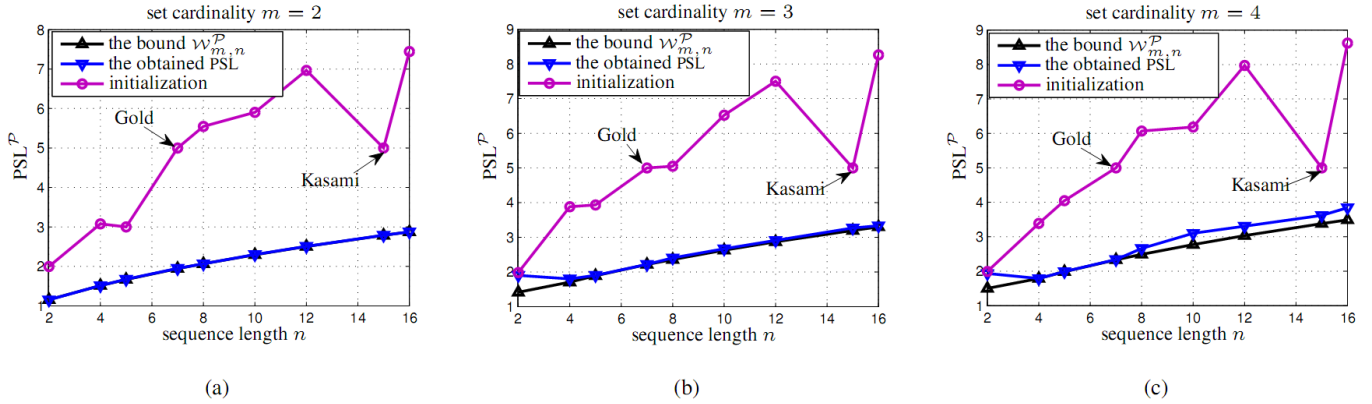 set cardinality m = 2
the bound 𝒲^𝒫_{m,n}
the obtained PSL
initialization
Gold
Kasami
PSL^𝒫
8
7
6
5
4
3
2
1
2 4 6 8 10 12 14 16
sequence length n
(a)
set cardinality m = 3
the bound 𝒲^𝒫_{m,n}
the obtained PSL
initialization
Gold
Kasami
PSL^𝒫
9
8
7
6
5
4
3
2
1
2 4 6 8 10 12 14 16
sequence length n
(b)
set cardinality m = 4
the bound 𝒲^𝒫_{m,n}
the obtained PSL
initialization
Gold
Kasami
PSL^𝒫
9
8
7
6
5
4
3
2
1
2 4 6 8 10 12 14 16
sequence length n
(c)